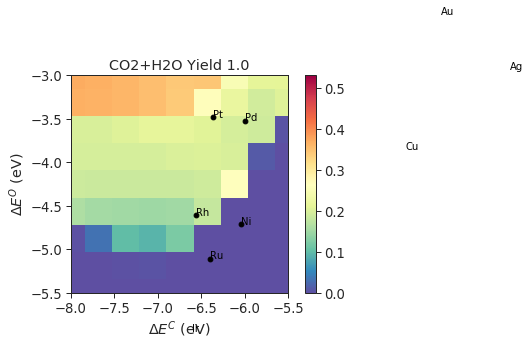 Au
CO2+H2O Yield 1.0
Ag
−3.0
−3.5
−4.0
−4.5
−5.0
−5.5
ΔE^O (eV)
Pt
Pd
Cu
Rh
Ni
Ru
0.5
0.4
0.3
0.2
0.1
0.0
−8.0 −7.5 −7.0 −6.5 −6.0 −5.5
ΔE^C (eV)
Ir